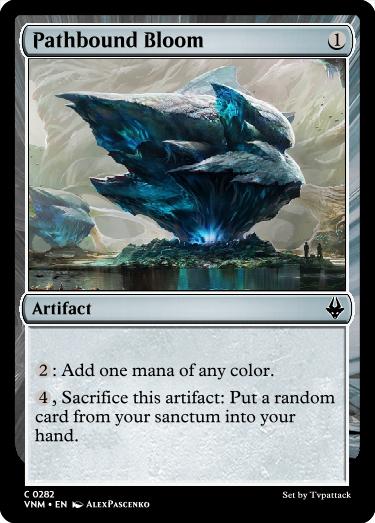 Pathbound Bloom 1
Artifact
2: Add one mana of any color.
4, Sacrifice this artifact: Put a random
card from your sanctum into your
hand.
C 0282
VNM • EN AlexPascenko
Set by Tvpattack